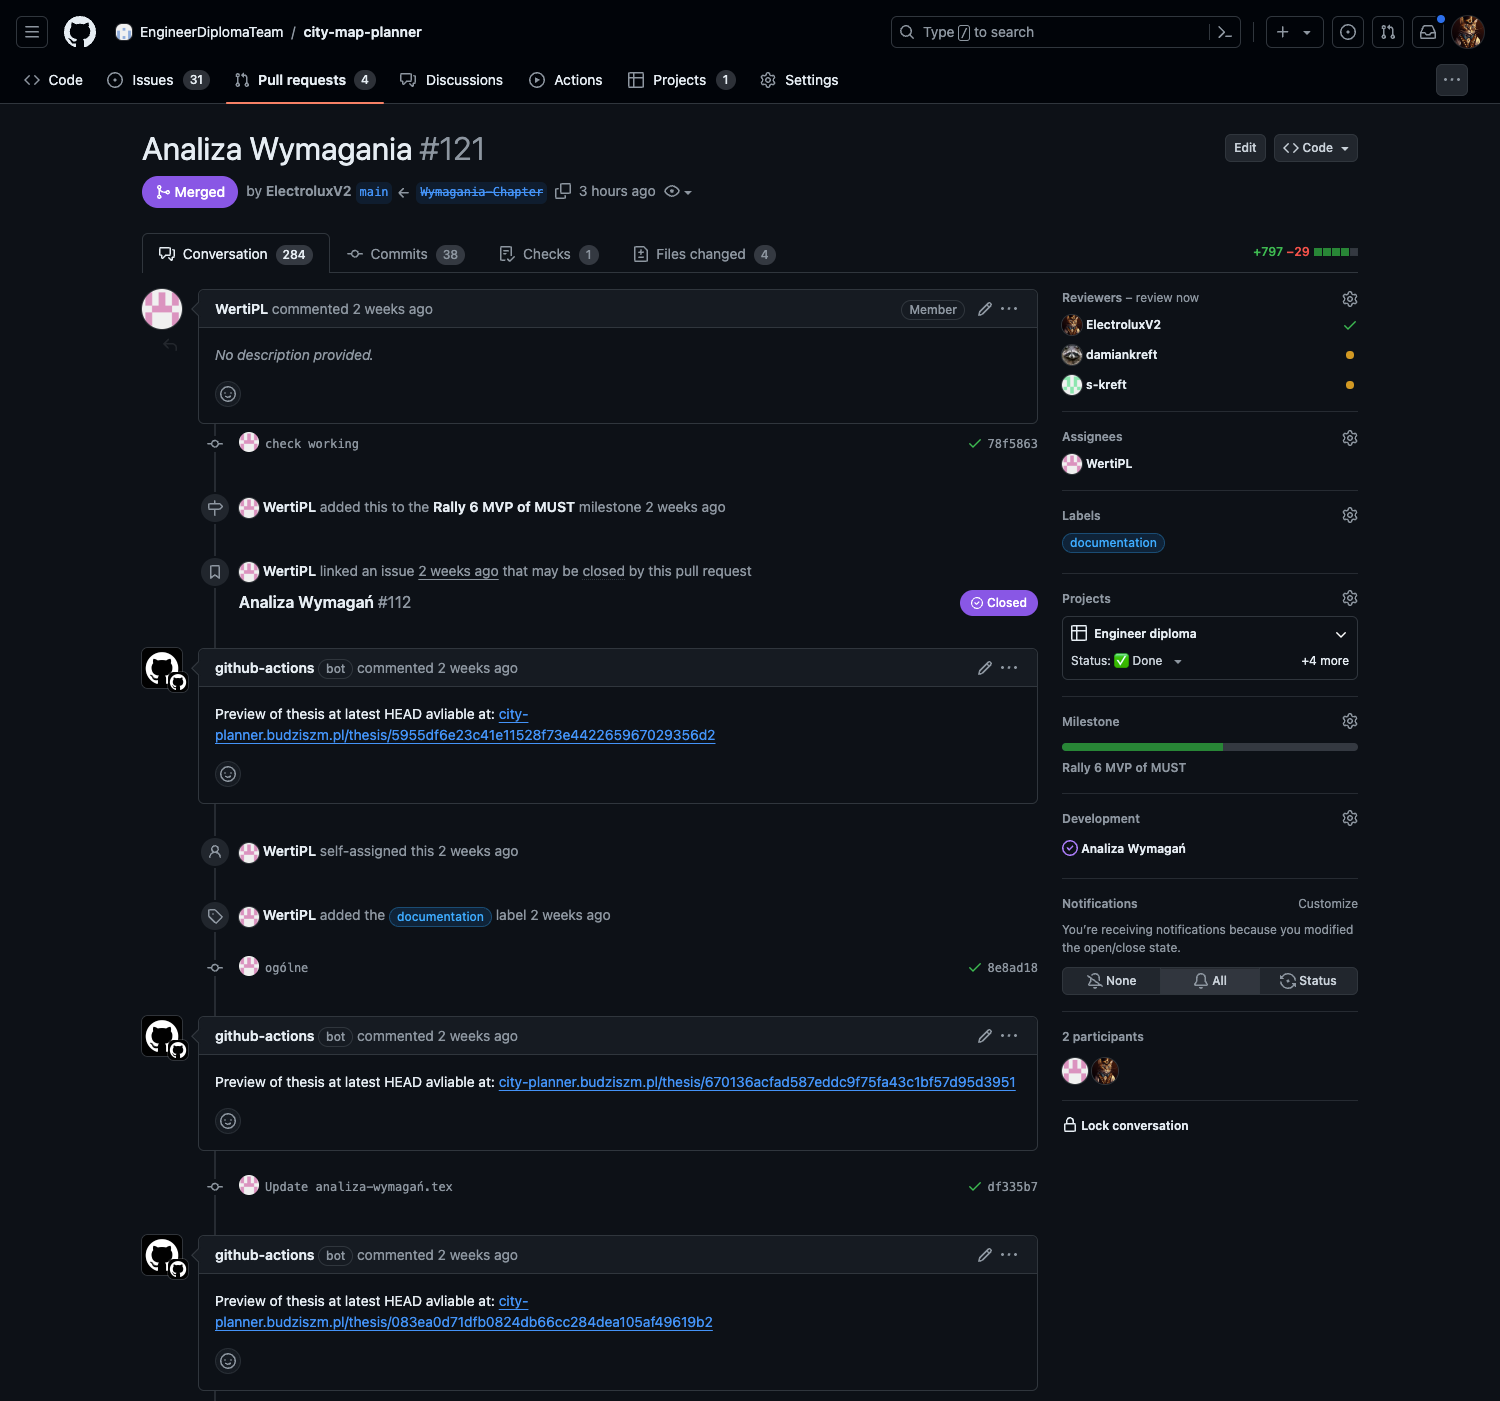 EngineerDiplomaTeam / city-map-planner
Type / to search
Code
Issues 31
Pull requests 4
Discussions
Actions
Projects 1
Settings
Analiza Wymagania #121
Edit
Code
Merged by ElectroluxV2 main ← Wymagania-Chapter 3 hours ago
Conversation 284
Commits 38
Checks 1
Files changed 4
+797 −29
WertiPL commented 2 weeks ago
Member
No description provided.
check working
78f5863
WertiPL added this to the Rally 6 MVP of MUST milestone 2 weeks ago
WertiPL linked an issue 2 weeks ago that may be closed by this pull request
Analiza Wymagań #112
Closed
github-actions bot commented 2 weeks ago
Preview of thesis at latest HEAD avliable at: city-
planner.budziszm.pl/thesis/5955df6e23c41e11528f73e442265967029356d2
WertiPL self-assigned this 2 weeks ago
WertiPL added the documentation label 2 weeks ago
ogólne
8e8ad18
github-actions bot commented 2 weeks ago
Preview of thesis at latest HEAD avliable at: city-planner.budziszm.pl/thesis/670136acfad587eddc9f75fa43c1bf57d95d3951
Update analiza-wymagań.tex
df335b7
github-actions bot commented 2 weeks ago
Preview of thesis at latest HEAD avliable at: city-
planner.budziszm.pl/thesis/083ea0d71dfb0824db66cc284dea105af49619b2
Reviewers – review now
ElectroluxV2
damiankreft
s-kreft
Assignees
WertiPL
Labels
documentation
Projects
Engineer diploma
Status: ✅ Done
+4 more
Milestone
Rally 6 MVP of MUST
Development
Analiza Wymagań
Notifications
Customize
You’re receiving notifications because you modified
the open/close state.
None
All
Status
2 participants
Lock conversation